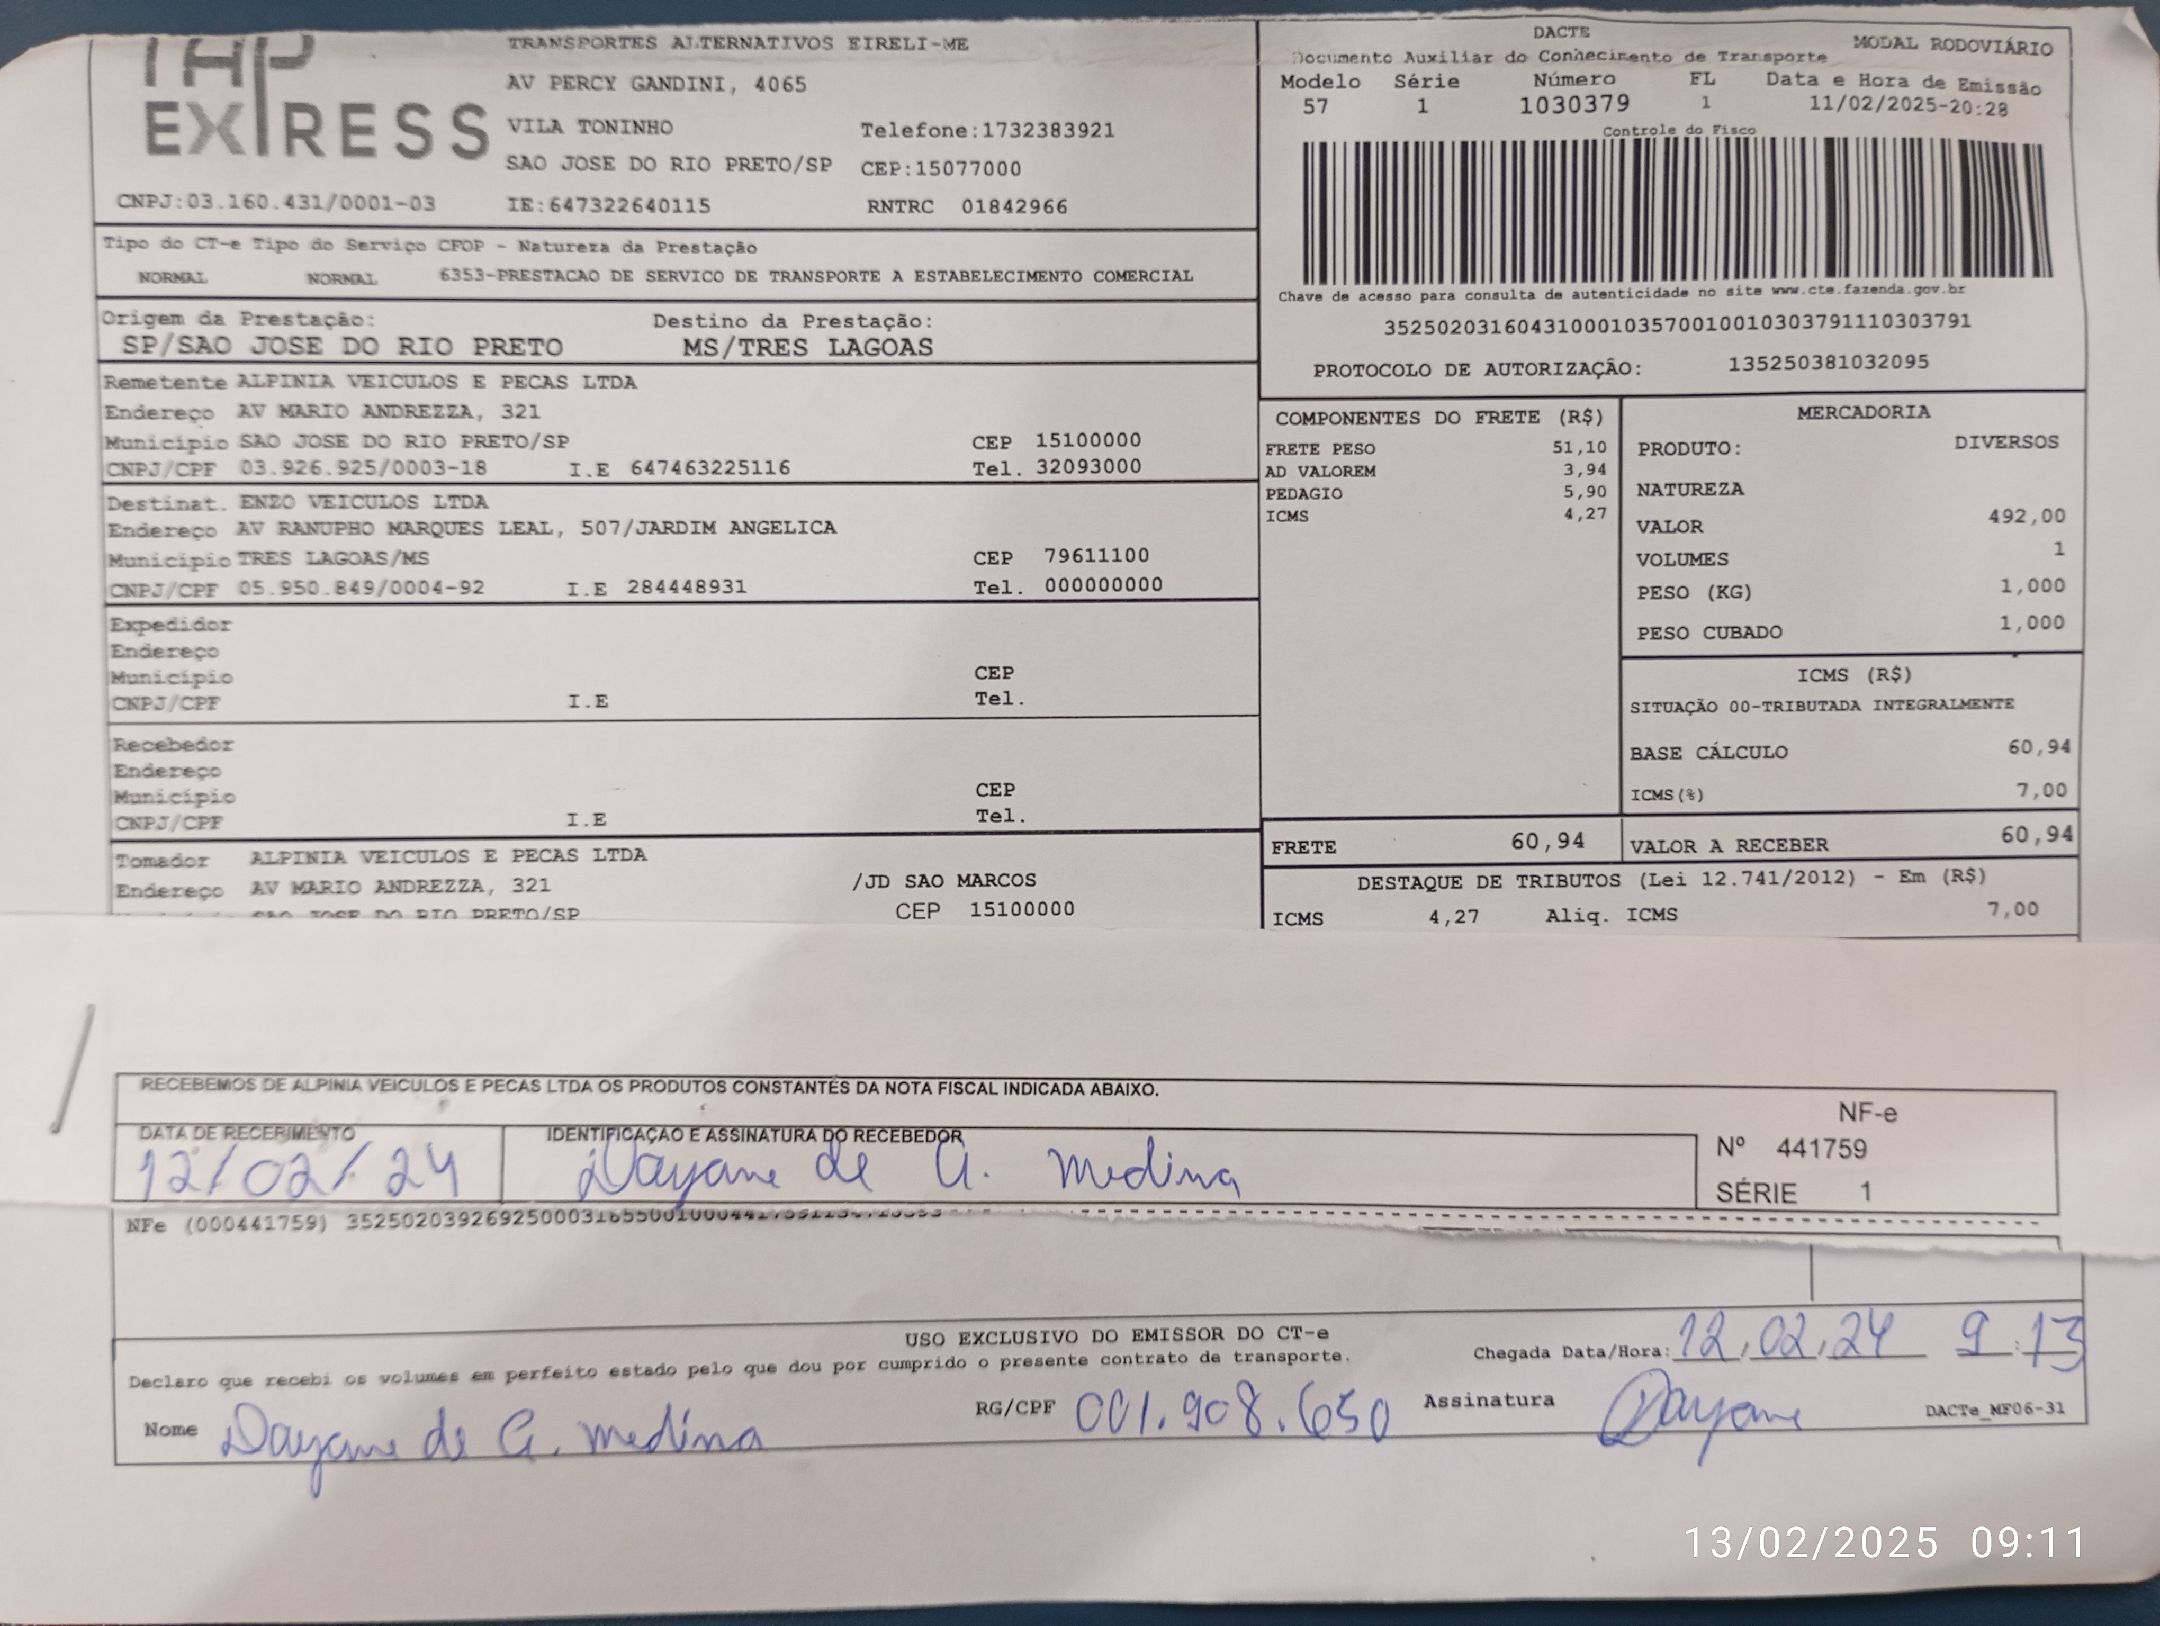 TRANSPORTES ALTERNATIVOS EIRELI-ME
TAP
EXPRESS
AV PERCY GANDINI, 4065
VILA TONINHO Telefone:1732383921
SAO JOSE DO RIO PRETO/SP CEP:15077000
CNPJ:03.160.431/0001-03 IE:647322640115 RNTRC 01842966
DACTE
Documento Auxiliar do Conhecimento de Transporte MODAL RODOVIÁRIO
Modelo Série Número FL Data e Hora de Emissão
57 1 1030379 1 11/02/2025-20:28
Controle do Fisco
Chave de acesso para consulta de autenticidade no site www.cte.fazenda.gov.br
35250203160431000103570010010303791110303791
PROTOCOLO DE AUTORIZAÇÃO: 135250381032095
Tipo do CT-e Tipo do Serviço CFOP - Natureza da Prestação
NORMAL NORMAL 6353-PRESTACAO DE SERVICO DE TRANSPORTE A ESTABELECIMENTO COMERCIAL
Origem da Prestação: Destino da Prestação:
SP/SAO JOSE DO RIO PRETO MS/TRES LAGOAS
Remetente ALPINIA VEICULOS E PECAS LTDA
Endereço AV MARIO ANDREZZA, 321
Município SAO JOSE DO RIO PRETO/SP CEP 15100000
CNPJ/CPF 03.926.925/0003-18 I.E 647463225116 Tel. 32093000
Destinat. ENZO VEICULOS LTDA
Endereço AV RANUPHO MARQUES LEAL, 507/JARDIM ANGELICA
Município TRES LAGOAS/MS CEP 79611100
CNPJ/CPF 05.950.849/0004-92 I.E 284448931 Tel. 000000000
Expedidor
Endereço
Município CEP
CNPJ/CPF I.E Tel.
Recebedor
Endereço
Município CEP
CNPJ/CPF I.E Tel.
Tomador ALPINIA VEICULOS E PECAS LTDA
Endereço AV MARIO ANDREZZA, 321 /JD SAO MARCOS
Município SAO JOSE DO RIO PRETO/SP CEP 15100000
COMPONENTES DO FRETE (R$)
FRETE PESO 51,10
AD VALOREM 3,94
PEDAGIO 5,90
ICMS 4,27
MERCADORIA
PRODUTO: DIVERSOS
NATUREZA
VALOR 492,00
VOLUMES 1
PESO (KG) 1,000
PESO CUBADO 1,000
ICMS (R$)
SITUAÇÃO 00-TRIBUTADA INTEGRALMENTE
BASE CÁLCULO 60,94
ICMS(%) 7,00
FRETE 60,94 VALOR A RECEBER 60,94
DESTAQUE DE TRIBUTOS (Lei 12.741/2012) - Em (R$)
ICMS 4,27 Aliq. ICMS 7,00
RECEBEMOS DE ALPINIA VEICULOS E PECAS LTDA OS PRODUTOS CONSTANTES DA NOTA FISCAL INDICADA ABAIXO.
DATA DE RECEBIMENTO IDENTIFICAÇÃO E ASSINATURA DO RECEBEDOR
12/02/24 Dayane de G. Medina
NF-e
Nº 441759
SÉRIE 1
NFe (000441759)
USO EXCLUSIVO DO EMISSOR DO CT-e
Declaro que recebi os volumes em perfeito estado pelo que dou por cumprido o presente contrato de transporte.
Chegada Data/Hora: 12,02,24 9:13
Nome Dayane de G. Medina RG/CPF 001.908.650 Assinatura Dayane
DACTe_MF06-31
13/02/2025 09:11